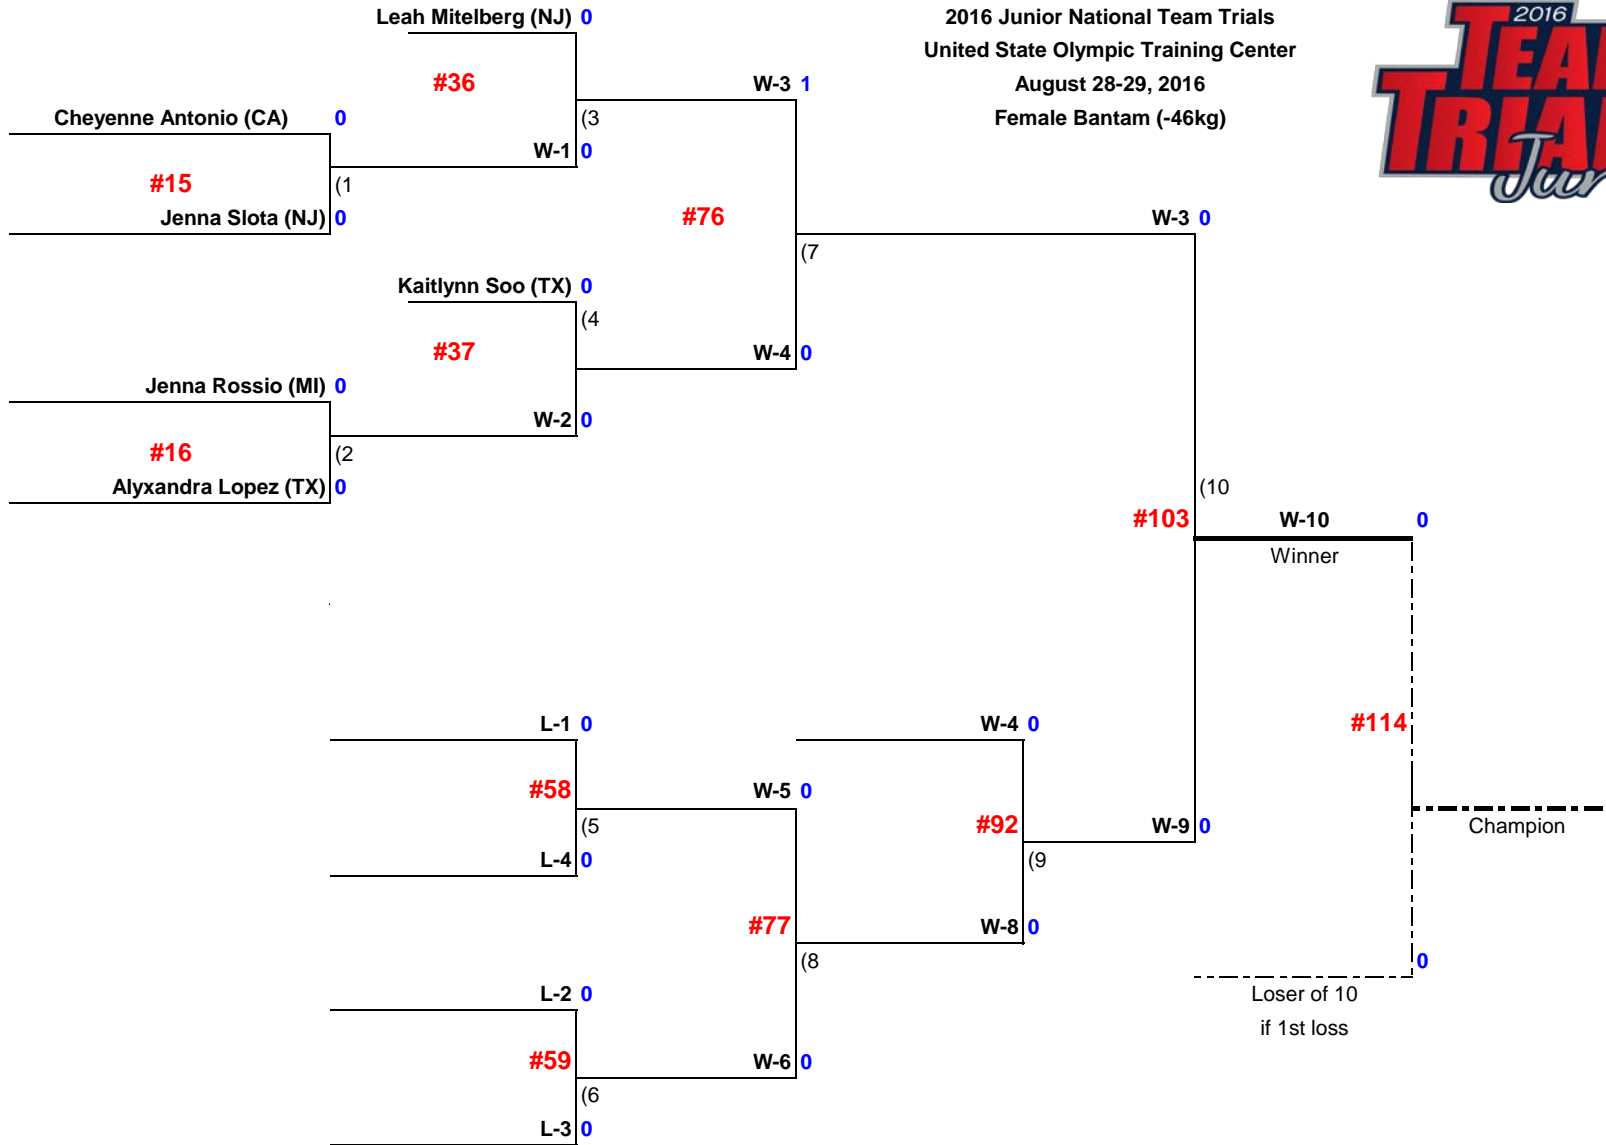 Leah Mitelberg (NJ) 0
2016 Junior National Team Trials
2016
United State Olympic Training Center
#36
W-3 1
August 28-29, 2016
Cheyenne Antonio (CA) 0
(3
Female Bantam (-46kg)
W-1 0
#15
(1
Jenna Slota (NJ) 0
#76
W-3 0
(7
Kaitlynn Soo (TX) 0
(4
#37
W-4 0
Jenna Rossio (MI) 0
W-2 0
#16
(2
Alyxandra Lopez (TX) 0
(10
#103
W-10 0
Winner
L-1 0
W-4 0
#114
#58
W-5 0
(5
#92
W-9 0
Champion
L-4 0
(9
#77
W-8 0
(8
0
L-2 0
Loser of 10
if 1st loss
#59
W-6 0
(6
L-3 0